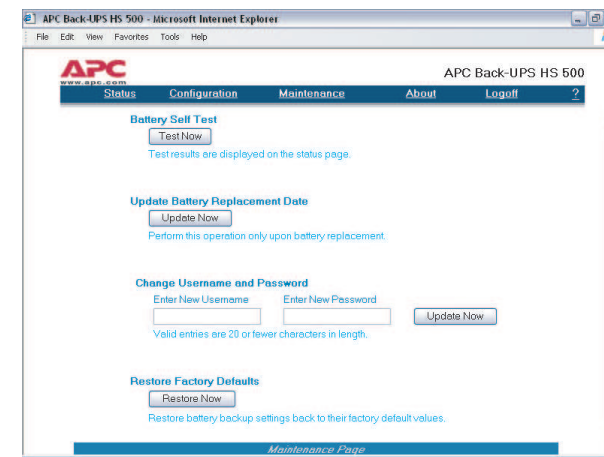 APC Back-UPS HS 500 - Microsoft Internet Explorer
File Edit View Favorites Tools Help
APC
www.apc.com
APC Back-UPS HS 500
Status Configuration Maintenance About Logoff ?
Battery Self Test
Test Now
Test results are displayed on the status page.
Update Battery Replacement Date
Update Now
Perform this operation only upon battery replacement.
Change Username and Password
Enter New Username Enter New Password
Update Now
Valid entries are 20 or fewer characters in length.
Restore Factory Defaults
Restore Now
Restore battery backup settings back to their factory default values.
Maintenance Page